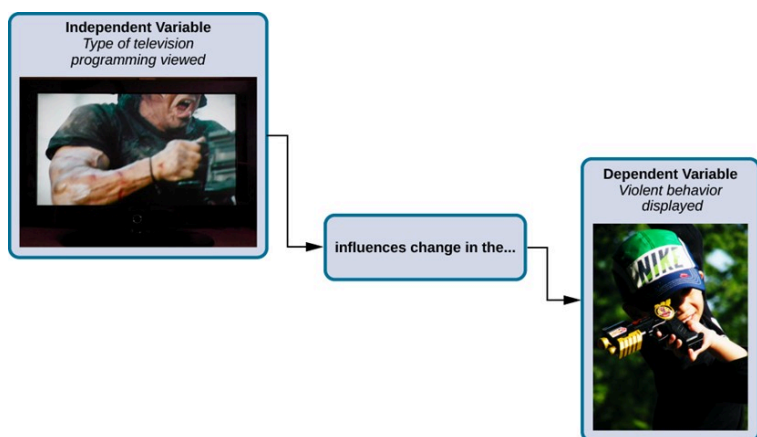 Independent Variable
Type of television
programming viewed
influences change in the...
Dependent Variable
Violent behavior
displayed
NIKE